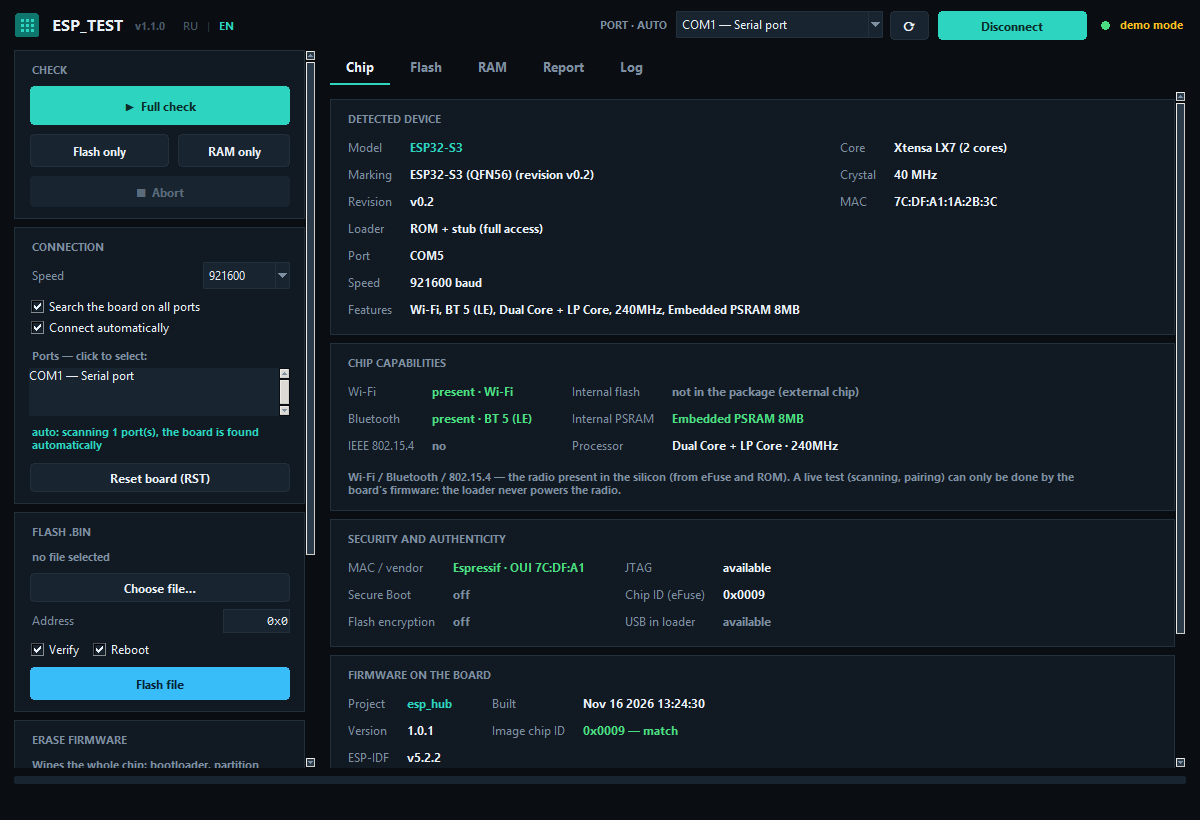 ESP_TEST v1.1.0 RU | EN
PORT · AUTO COM1 — Serial port ⟳ Disconnect ● demo mode
CHECK
► Full check
Flash only RAM only
■ Abort
CONNECTION
Speed 921600
Search the board on all ports
Connect automatically
Ports — click to select:
COM1 — Serial port
auto: scanning 1 port(s), the board is found
automatically
Reset board (RST)
FLASH .BIN
no file selected
Choose file...
Address 0x0
Verify Reboot
Flash file
ERASE FIRMWARE
Wipes the whole chip: bootloader, partition
Chip Flash RAM Report Log
DETECTED DEVICE
Model ESP32-S3 Core Xtensa LX7 (2 cores)
Marking ESP32-S3 (QFN56) (revision v0.2) Crystal 40 MHz
Revision v0.2 MAC 7C:DF:A1:1A:2B:3C
Loader ROM + stub (full access)
Port COM5
Speed 921600 baud
Features Wi-Fi, BT 5 (LE), Dual Core + LP Core, 240MHz, Embedded PSRAM 8MB
CHIP CAPABILITIES
Wi-Fi present · Wi-Fi Internal flash not in the package (external chip)
Bluetooth present · BT 5 (LE) Internal PSRAM Embedded PSRAM 8MB
IEEE 802.15.4 no Processor Dual Core + LP Core · 240MHz
Wi-Fi / Bluetooth / 802.15.4 — the radio present in the silicon (from eFuse and ROM). A live test (scanning, pairing) can only be done by the
board's firmware: the loader never powers the radio.
SECURITY AND AUTHENTICITY
MAC / vendor Espressif · OUI 7C:DF:A1 JTAG available
Secure Boot off Chip ID (eFuse) 0x0009
Flash encryption off USB in loader available
FIRMWARE ON THE BOARD
Project esp_hub Built Nov 16 2026 13:24:30
Version 1.0.1 Image chip ID 0x0009 — match
ESP-IDF v5.2.2